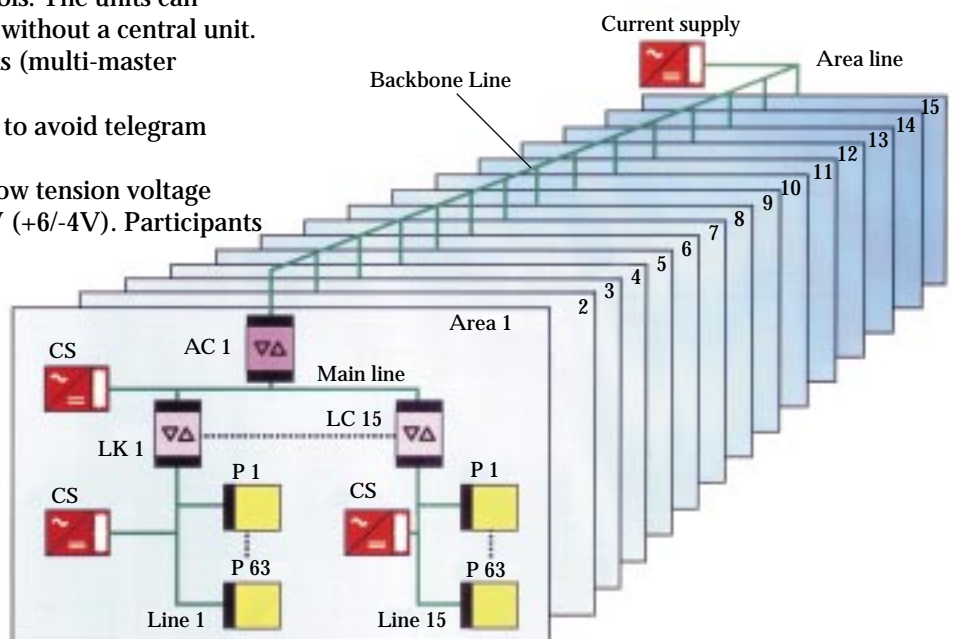 ols. The units can
without a central unit.
s (multi-master
to avoid telegram
ow tension voltage
(+6/-4V). Participants
Current supply
Area line
Backbone Line
15
14
13
12
11
10
9
8
7
6
5
4
3
2
Area 1
AC 1
CS
Main line
LC 15
LK 1
P 1
P 1
CS
CS
P 63
P 63
Line 1
Line 15